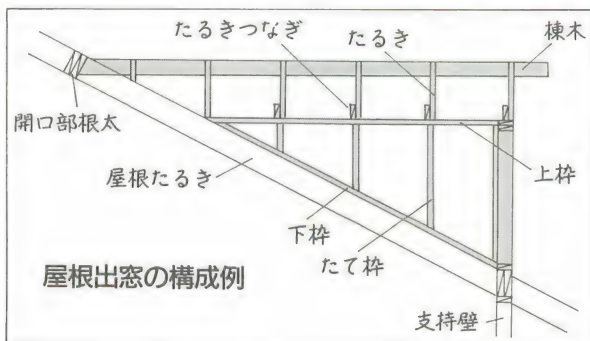 たるきつなぎ
たるき
棟木
開口部根太
上枠
屋根たるき
下枠
たて枠
屋根出窓の構成例
支持壁